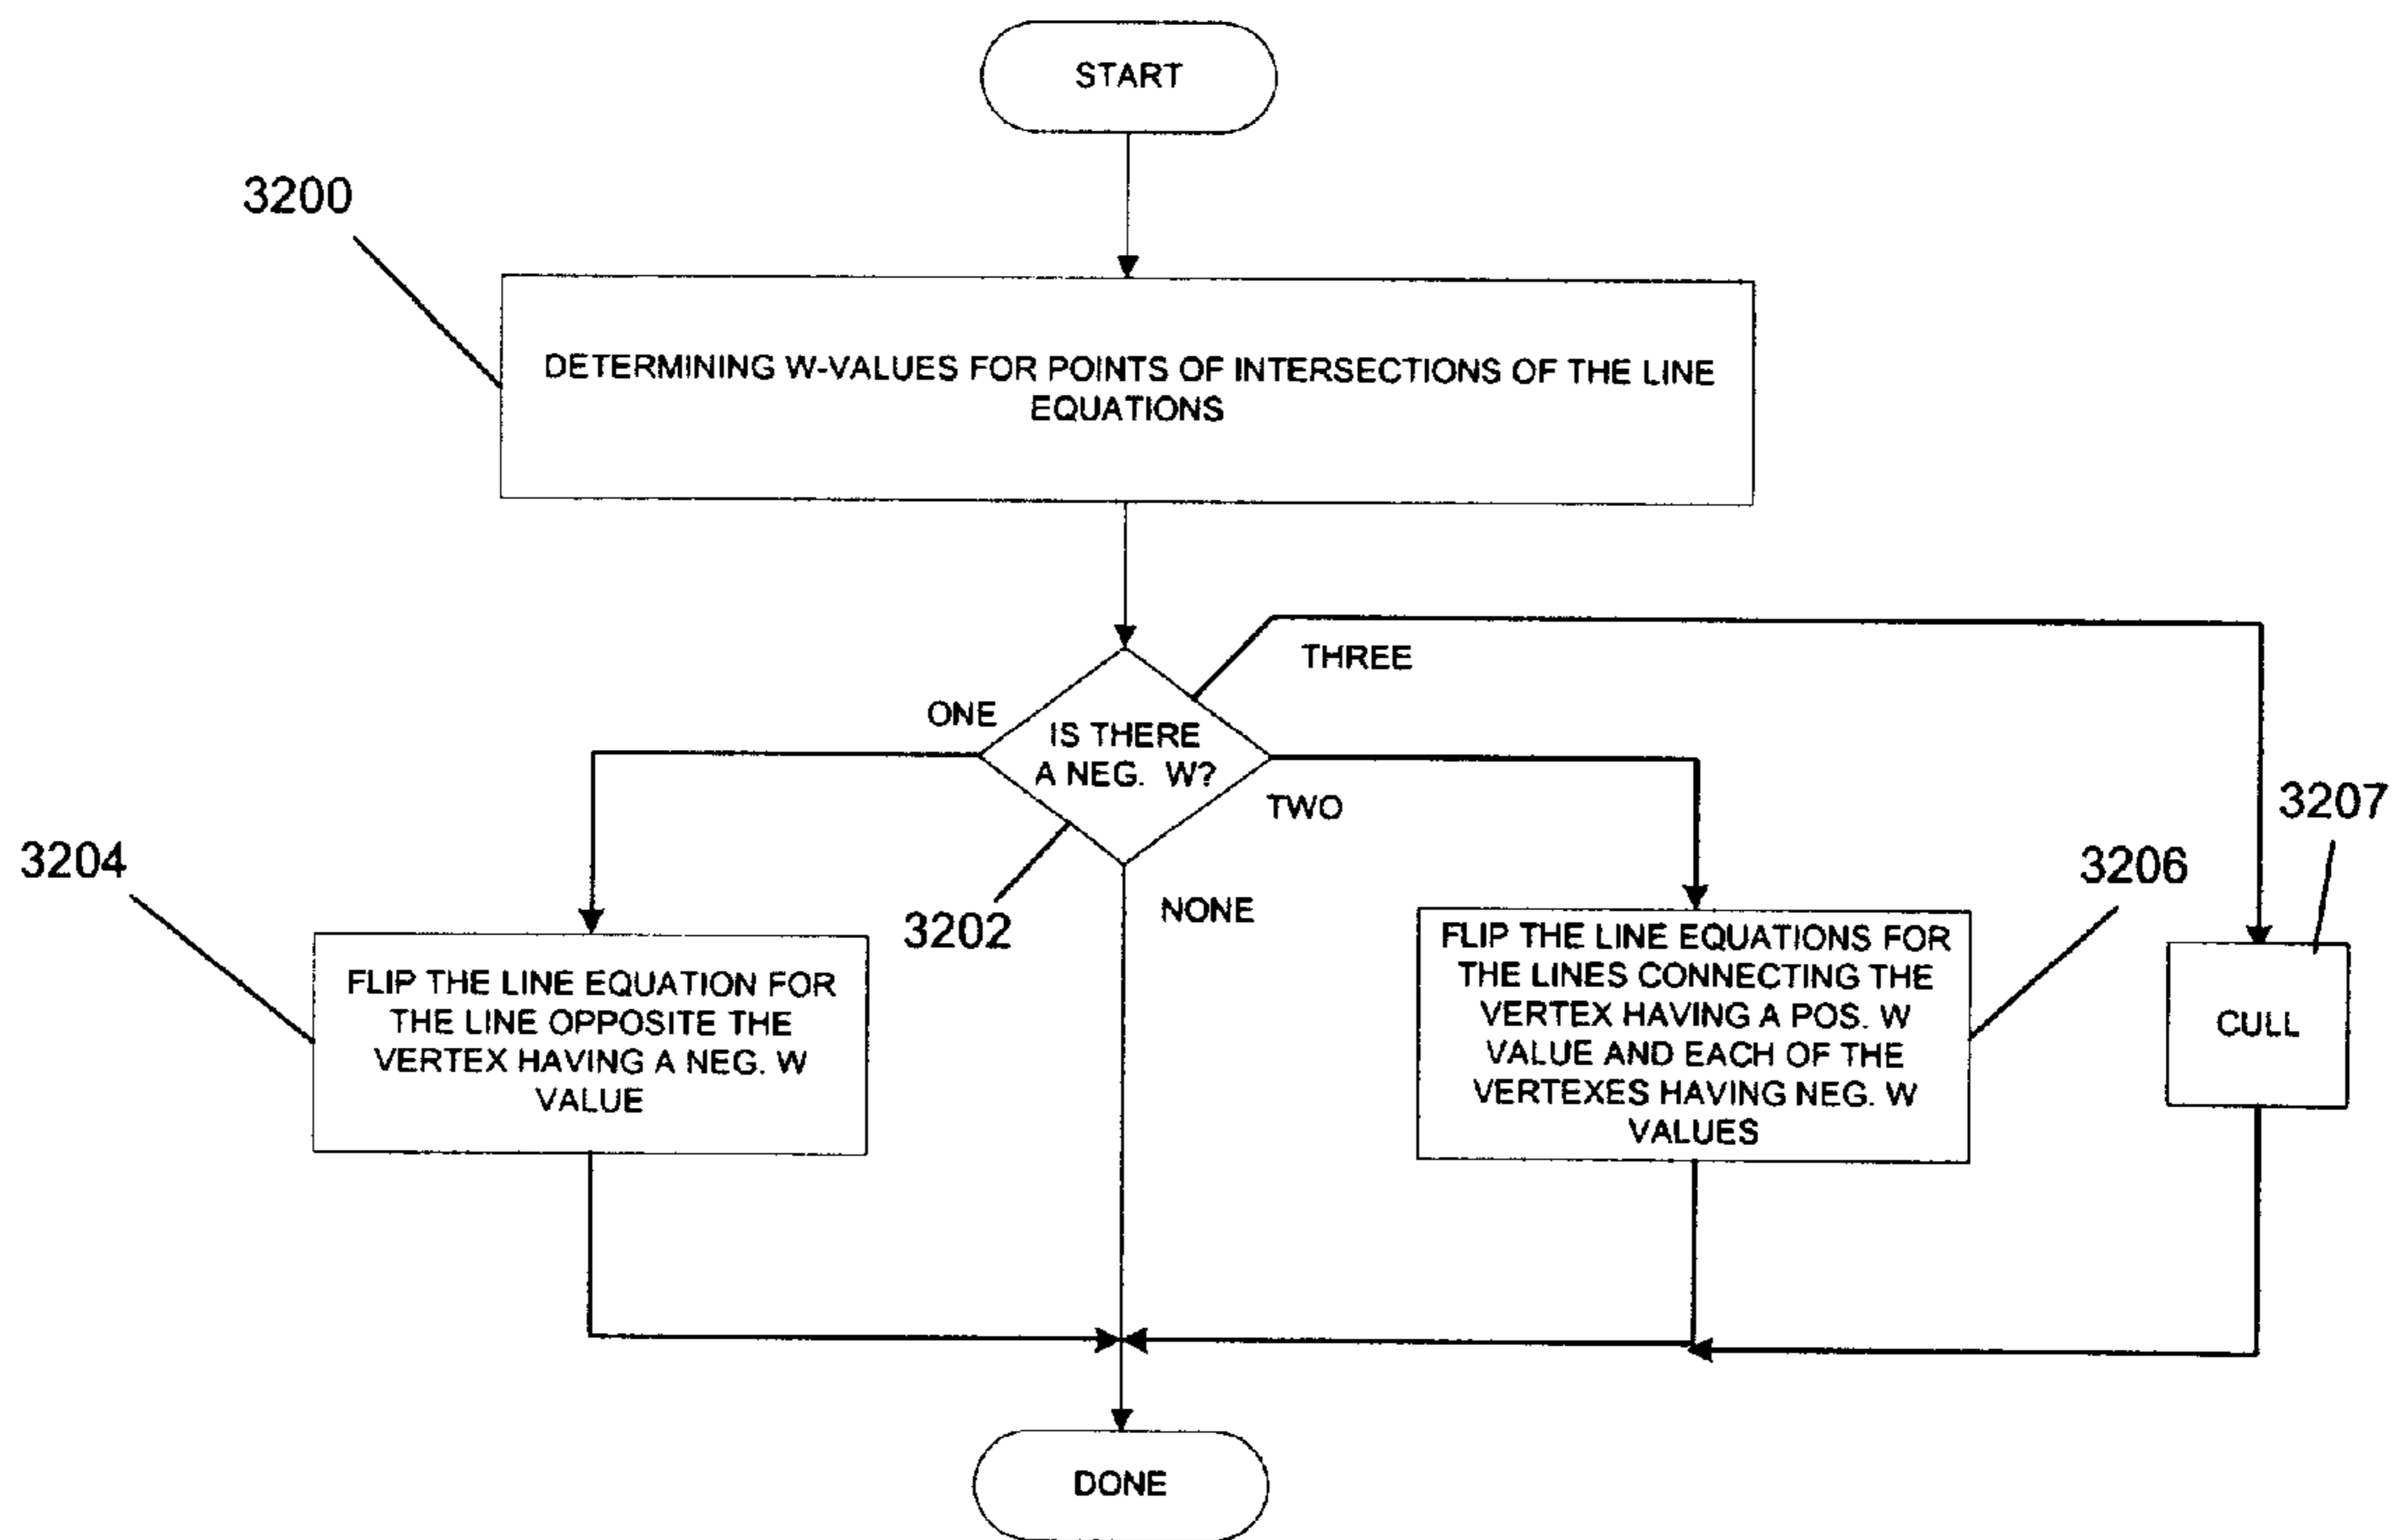 START
3200
DETERMINING W-VALUES FOR POINTS OF INTERSECTIONS OF THE LINE
EQUATIONS
THREE
ONE
IS THERE
A NEG. W?
TWO
3207
3204
3202
NONE
3206
FLIP THE LINE EQUATION FOR
THE LINE OPPOSITE THE
VERTEX HAVING A NEG. W
VALUE
FLIP THE LINE EQUATIONS FOR
THE LINES CONNECTING THE
VERTEX HAVING A POS. W
VALUE AND EACH OF THE
VERTEXES HAVING NEG. W
VALUES
CULL
DONE